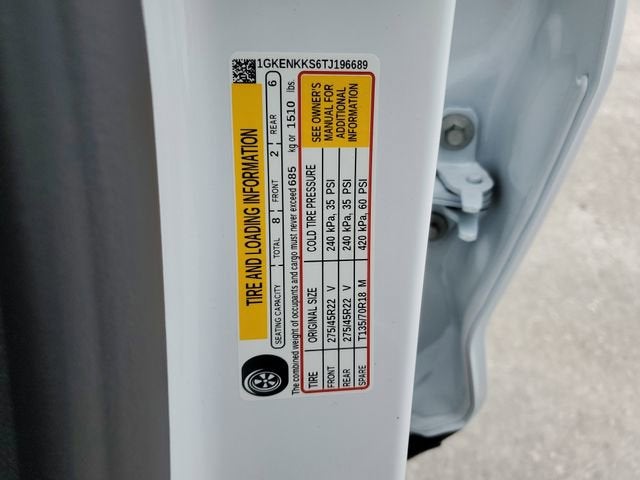 1GKENKKS6TJ196689
TIRE AND LOADING INFORMATION
SEATING CAPACITY TOTAL 8 FRONT 2 REAR 6
The combined weight of occupants and cargo must never exceed 685 kg or 1510 lbs.
TIRE ORIGINAL SIZE COLD TIRE PRESSURE
FRONT 275/45R22 V 240 kPa, 35 PSI
REAR 275/45R22 V 240 kPa, 35 PSI
SPARE T135/70R18 M 420 kPa, 60 PSI
SEE OWNER'S
MANUAL FOR
ADDITIONAL
INFORMATION